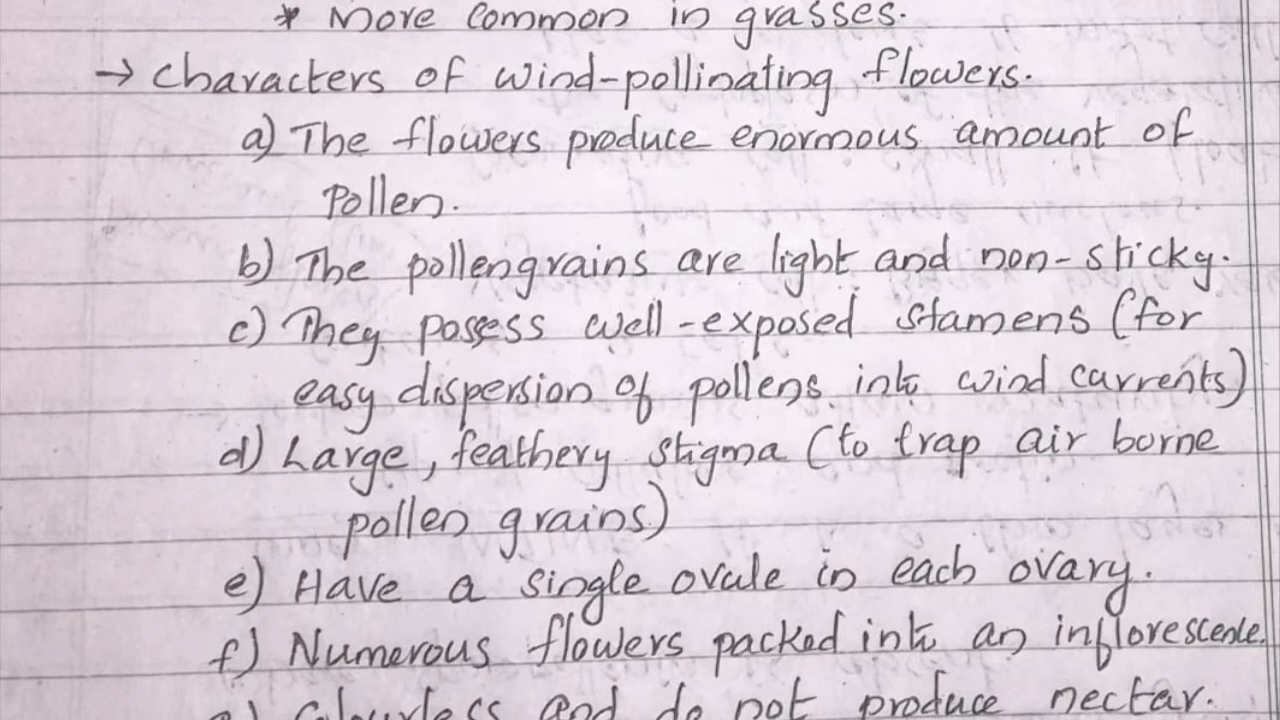 * More common in grasses.
→ Characters of wind-pollinating flowers.
a) The flowers produce enormous amount of
Pollen.
b) The pollengrains are light and non-sticky.
c) They possess well-exposed stamens (for
easy dispersion of pollens into wind currents)
d) Large, feathery stigma (to trap air borne
pollen grains)
e) Have a single ovule in each ovary.
f) Numerous flowers packed into an inflorescence.
g) Colourless and do not produce nectar.